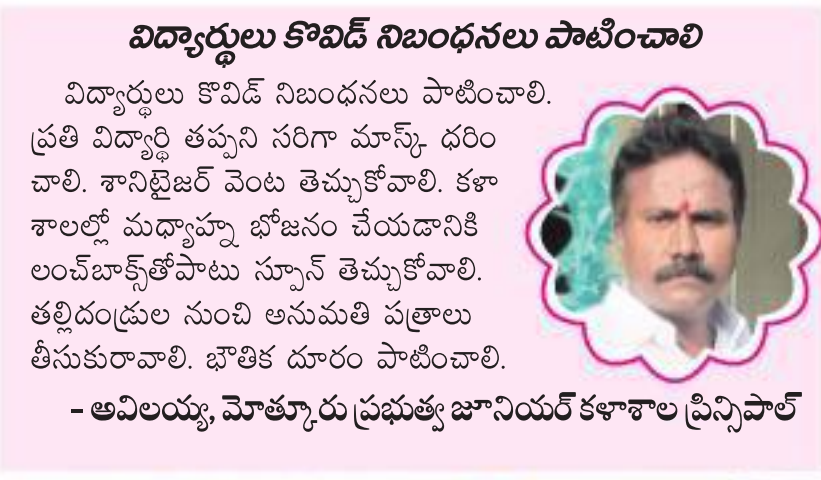 విద్యార్థులు కొవిడ్ నిబంధనలు పాటించాలి
విద్యార్థులు కొవిడ్ నిబంధనలు పాటించాలి.
ప్రతి విద్యార్థి తప్పని సరిగా మాస్క్ ధరిం
చాలి. శానిటైజర్ వెంట తెచ్చుకోవాలి. కళా
శాలల్లో మధ్యాహ్న భోజనం చేయడానికి
లంచ్‌బాక్స్‌తోపాటు స్పూన్ తెచ్చుకోవాలి.
తల్లిదండ్రుల నుంచి అనుమతి పత్రాలు
తీసుకురావాలి. భౌతిక దూరం పాటించాలి.
- అవిలయ్య, మోత్కూరు ప్రభుత్వ జూనియర్ కళాశాల ప్రిన్సిపాల్